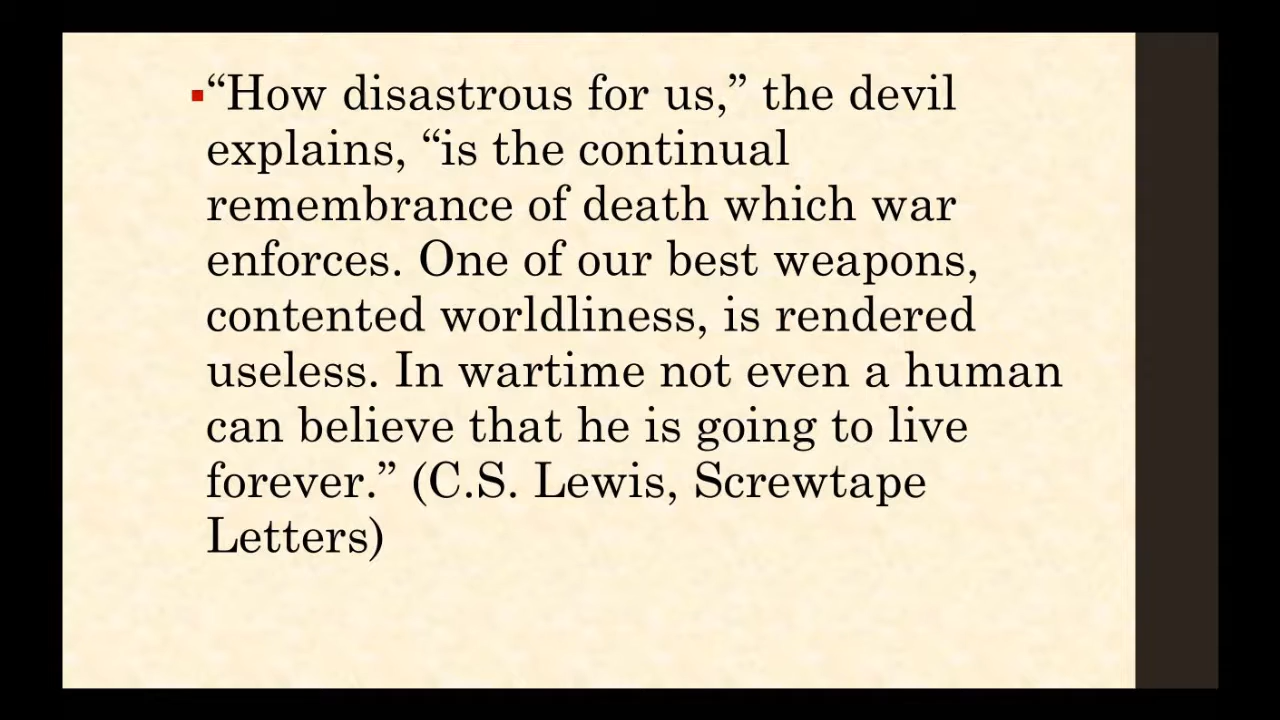 ▪“How disastrous for us,” the devil
explains, “is the continual
remembrance of death which war
enforces. One of our best weapons,
contented worldliness, is rendered
useless. In wartime not even a human
can believe that he is going to live
forever.” (C.S. Lewis, Screwtape
Letters)